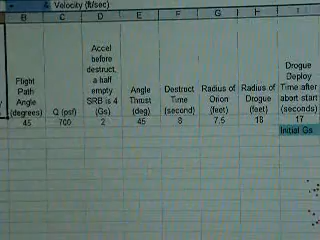 & Velocity (ft/sec)
B C D E F G H I
Flight Path Angle (degrees)
Q (psf)
Accel before destruct, a half empty SRB is 4 (Gs)
Angle Thrust (deg)
Destroct Time (second)
Radius of Orion (feet)
Radius of Drogue (feet)
Drogue Deploy Time after abort start (seconds)
45 700 2 45 8 7.5 18 17
Initial Gs